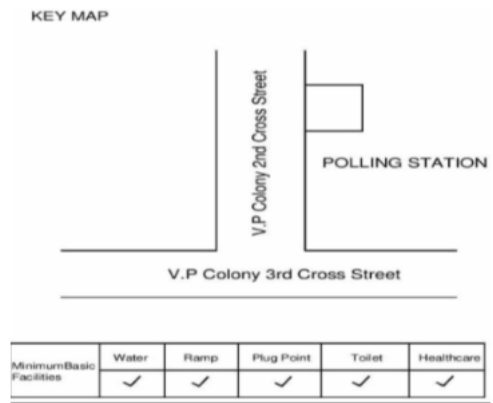 KEY MAP
V.P Colony 2nd Cross Street
POLLING STATION
V.P Colony 3rd Cross Street
MinimumBasic Facilities Water Ramp Plug Point Toilet Healthcare
✓ ✓ ✓ ✓ ✓